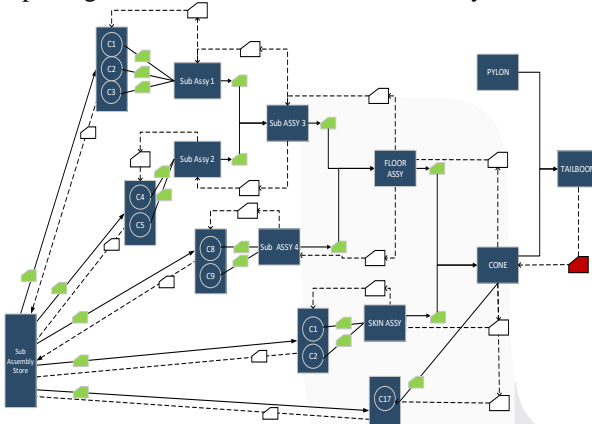 C1
C2
C3
Sub Assy 1
PYLON
Sub ASSY 3
Sub Assy 2
FLOOR
ASSY
TAILBOOM
C4
C5
C8
C9
Sub ASSY 4
CONE
C1
C2
SKIN ASSY
Sub
Assembly
Store
C17